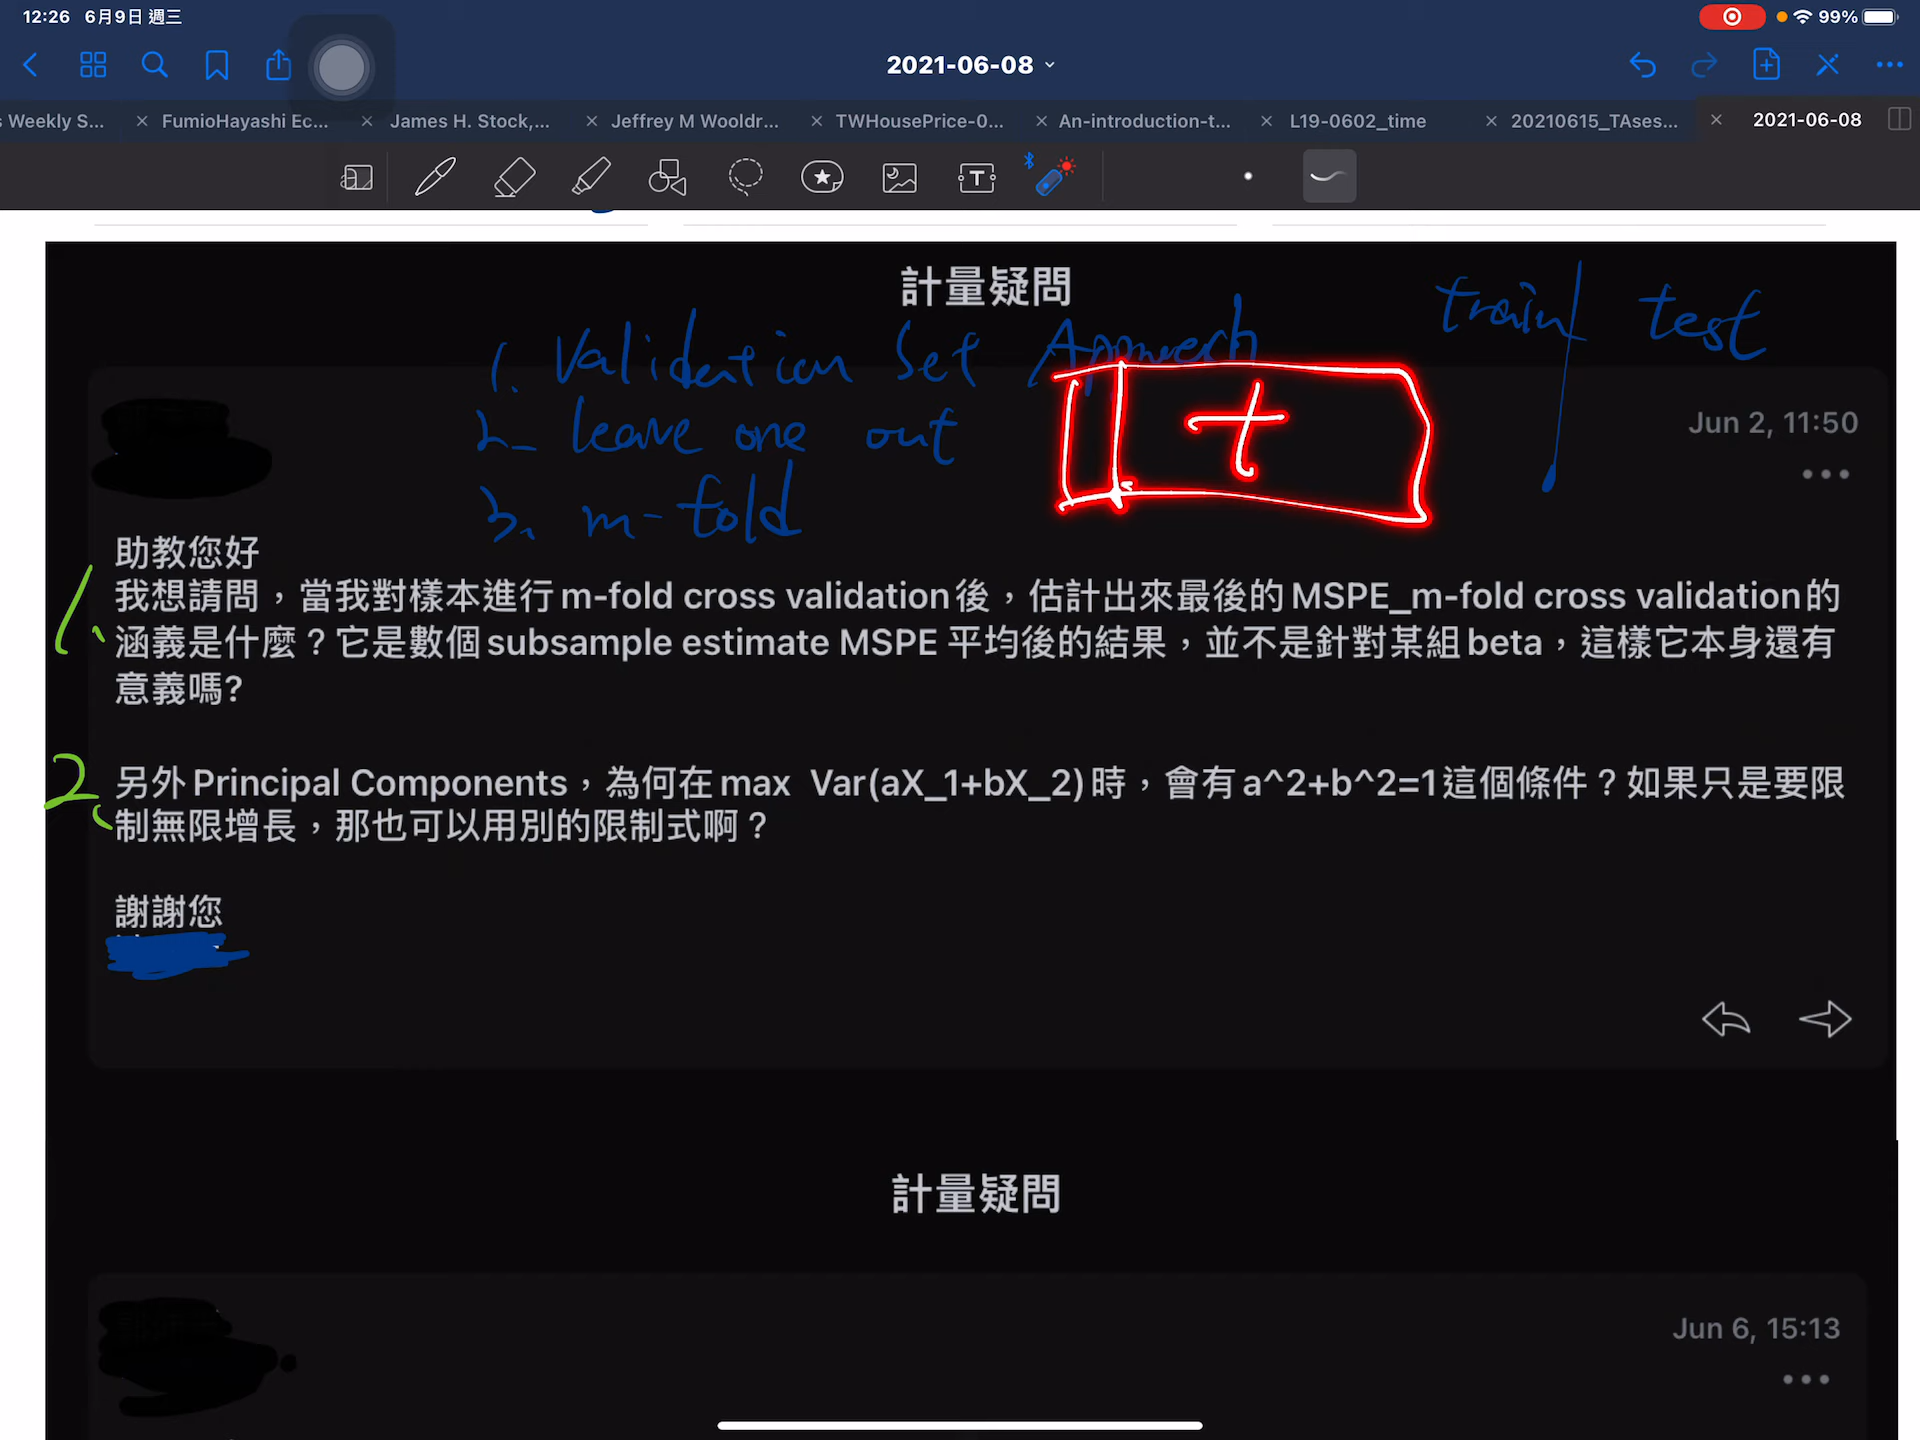 12:26 6月9日 週三
99%
2021-06-08
s Weekly S...
FumioHayashi Ec...
James H. Stock,...
Jeffrey M Wooldr...
TWHousePrice-0...
An-introduction-t...
L19-0602_time
20210615_TAses...
2021-06-08
計量疑問
train test
1. Validation Set Approach
t
Jun 2, 11:50
2. leave one out
3. m-fold
助教您好
1、
我想請問，當我對樣本進行m-fold cross validation後，估計出來最後的MSPE_m-fold cross validation的
涵義是什麼？它是數個subsample estimate MSPE 平均後的結果，並不是針對某組beta，這樣它本身還有
意義嗎?
2、
另外Principal Components，為何在max Var(aX_1+bX_2)時，會有a^2+b^2=1這個條件？如果只是要限
制無限增長，那也可以用別的限制式啊？
謝謝您
計量疑問
Jun 6, 15:13